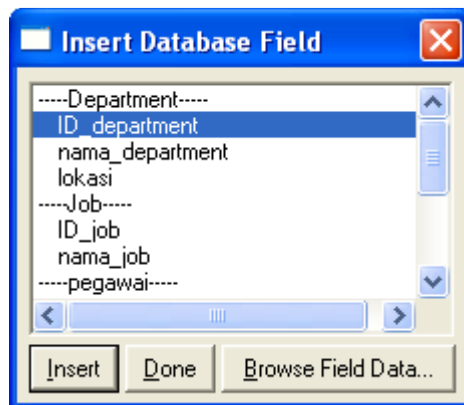 Insert Database Field
-----Department-----
ID_department
nama_department
lokasi
-----Job-----
ID_job
nama_job
-----pegawai-----
Insert Done Browse Field Data...